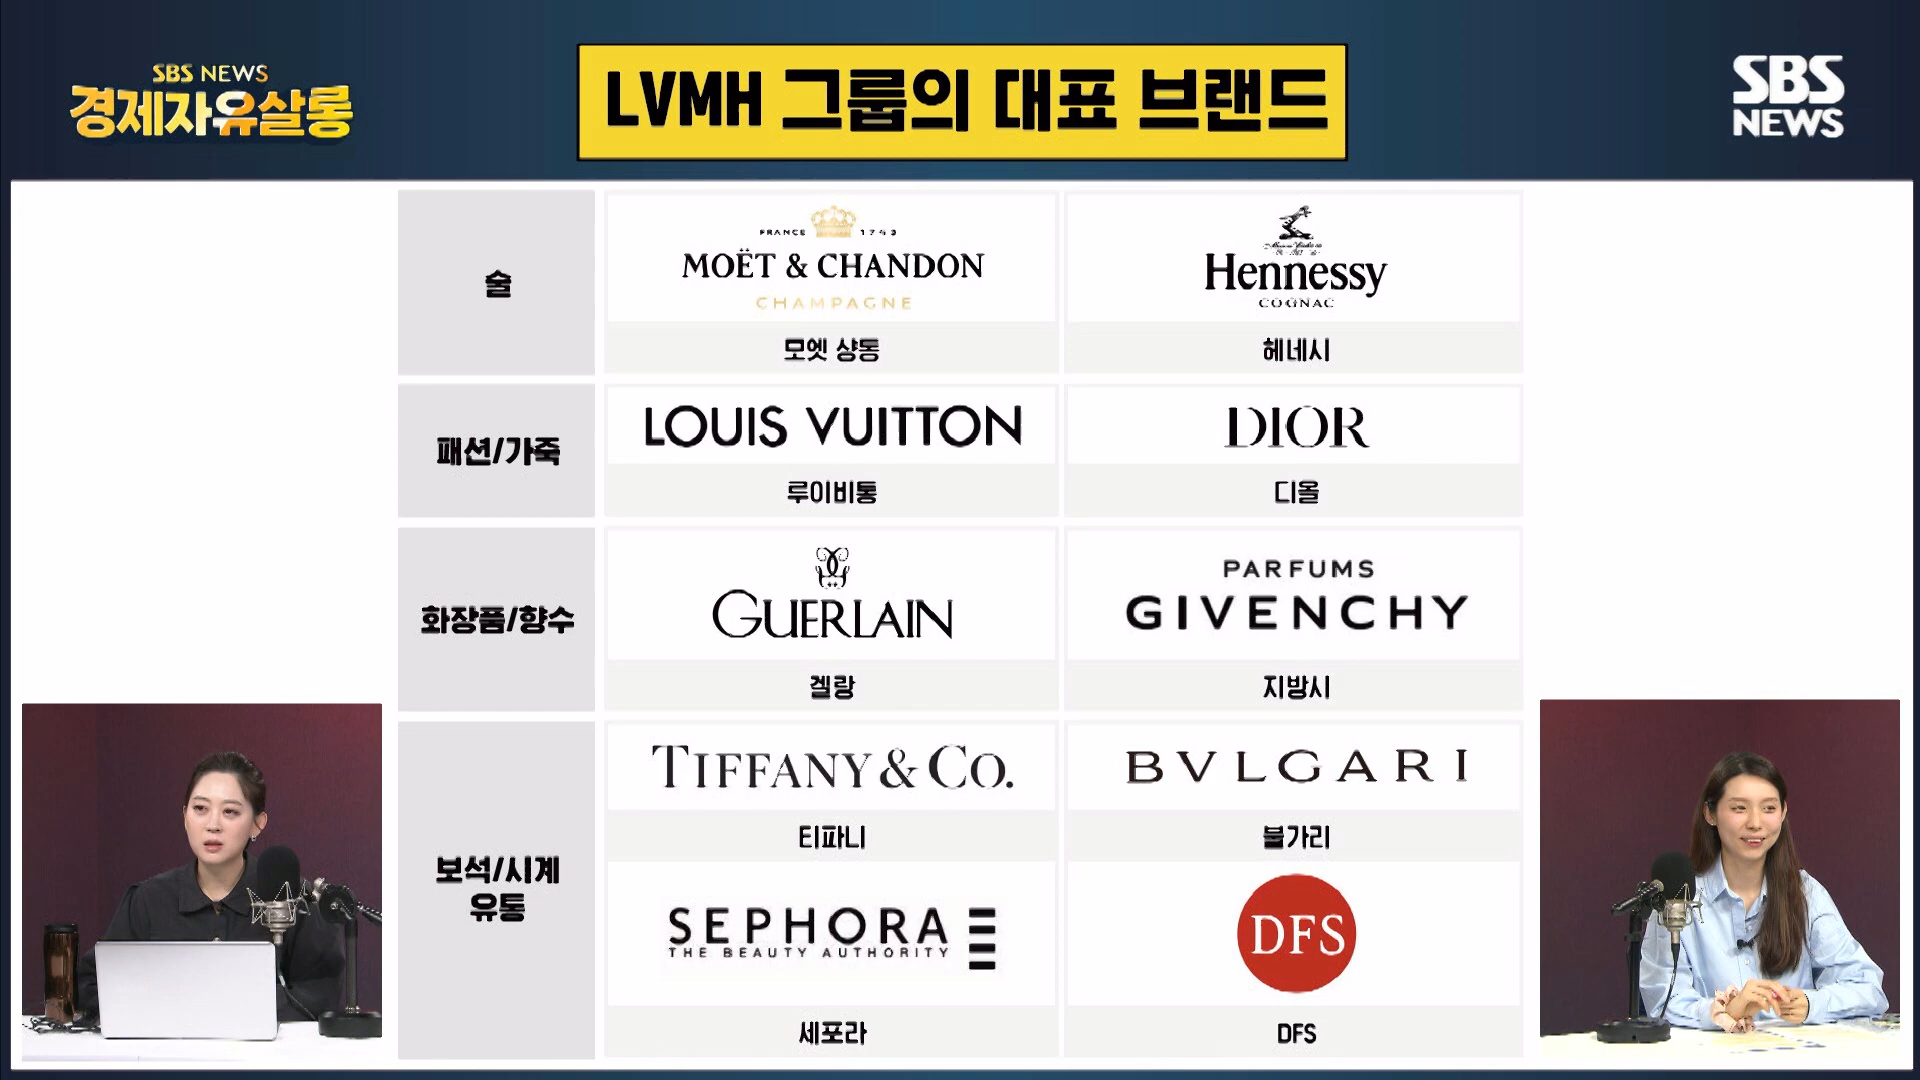 SBS NEWS
경제자유살롱
LVMH 그룹의 대표 브랜드
SBS
NEWS
술
FRANCE 1743
MOËT & CHANDON
CHAMPAGNE
모엣 샹동
Hennessy
COGNAC
헤네시
패션/가죽
LOUIS VUITTON
루이비통
DIOR
디올
화장품/향수
GUERLAIN
겔랑
PARFUMS
GIVENCHY
지방시
보석/시계
유통
TIFFANY & CO.
티파니
BVLGARI
불가리
SEPHORA
THE BEAUTY AUTHORITY
세포라
DFS
DFS